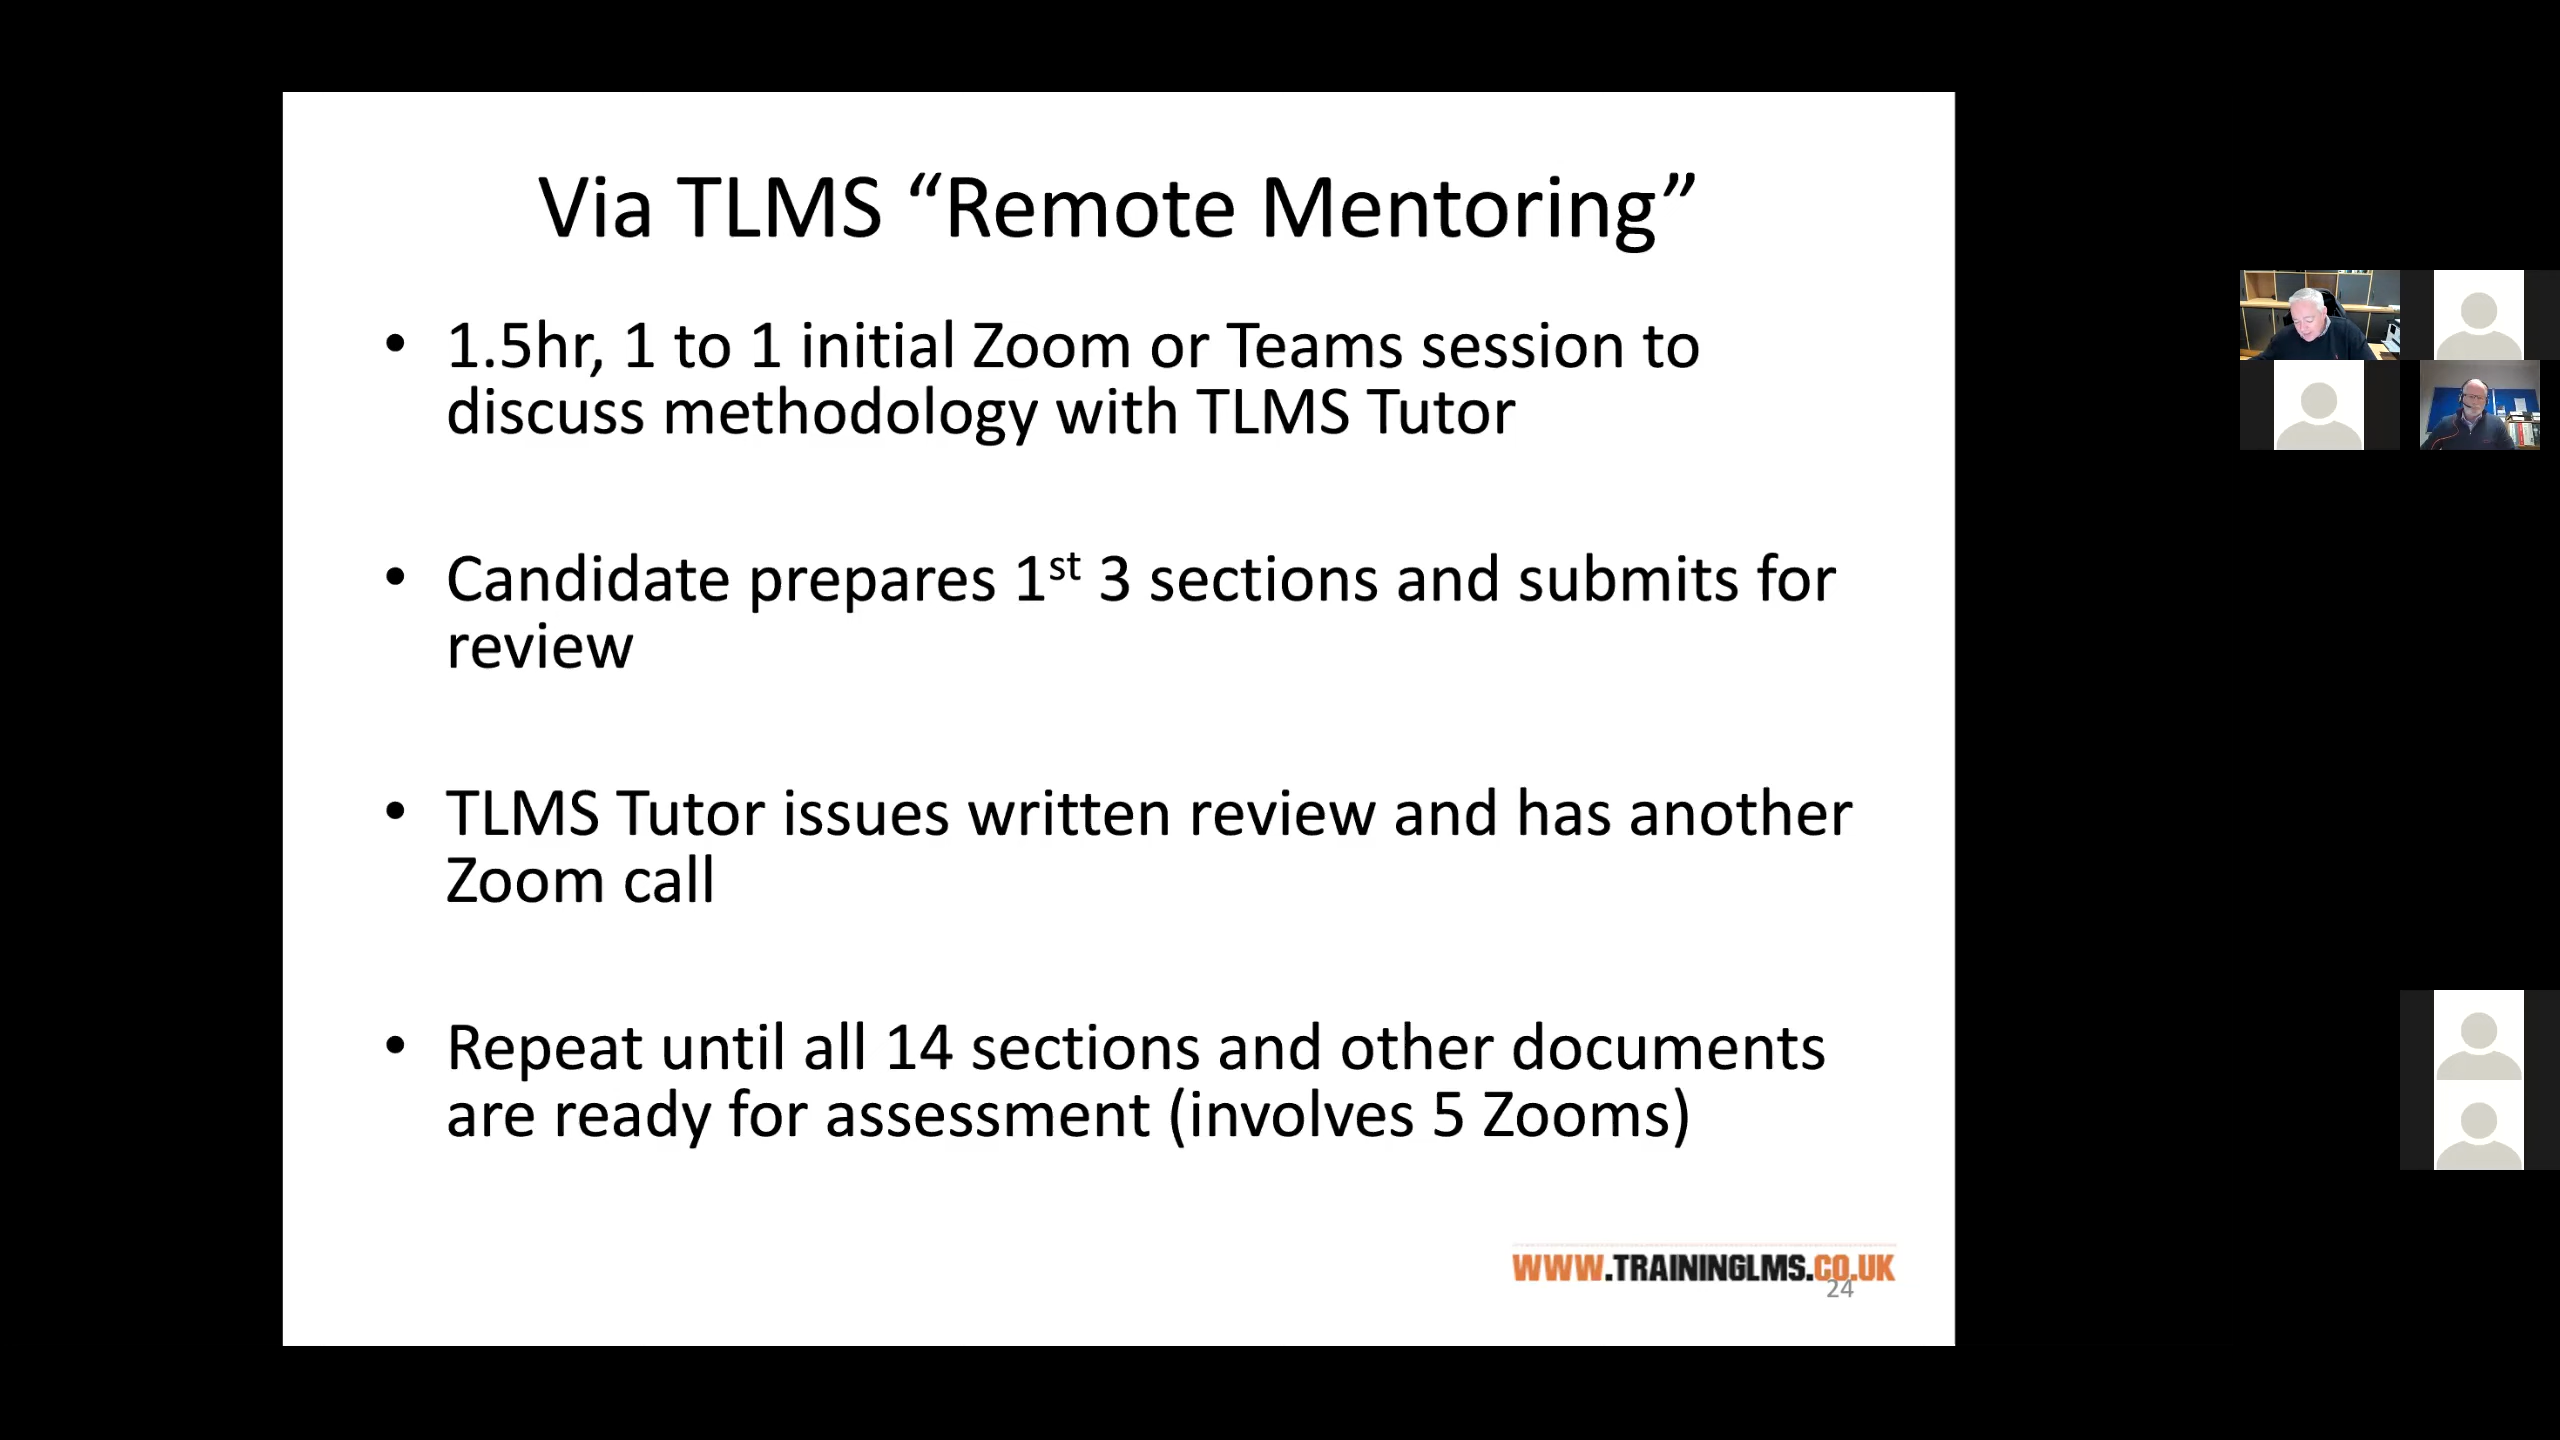 Via TLMS “Remote Mentoring”
• 1.5hr, 1 to 1 initial Zoom or Teams session to
discuss methodology with TLMS Tutor
• Candidate prepares 1st 3 sections and submits for
review
• TLMS Tutor issues written review and has another
Zoom call
• Repeat until all 14 sections and other documents
are ready for assessment (involves 5 Zooms)
WWW.TRAININGLMS.CO.UK
24